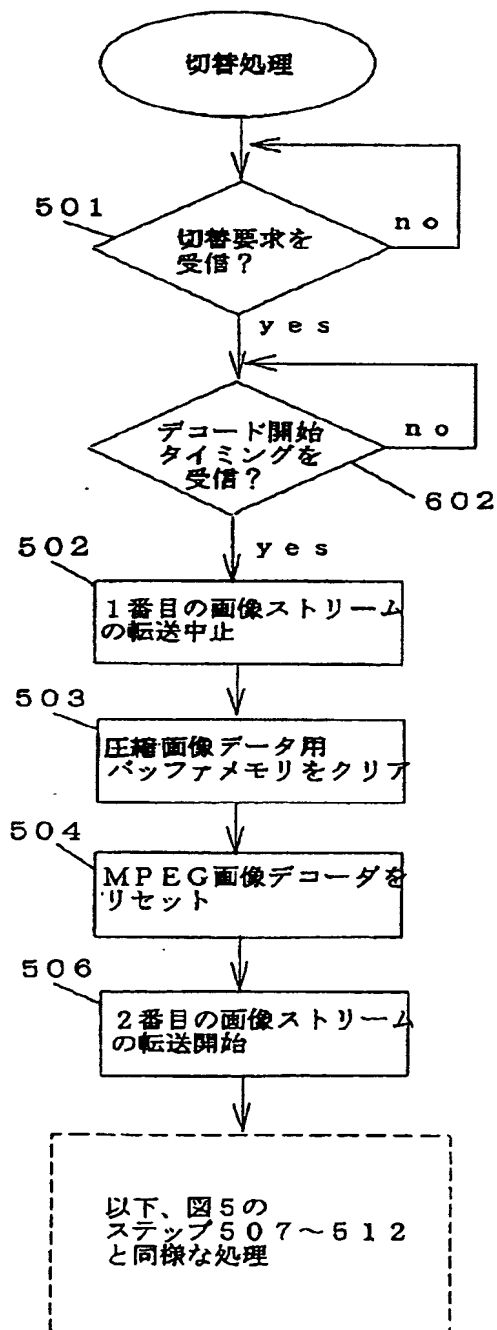 切替処理
501
切替要求を
受信?
no
yes
デコード開始
タイミングを
受信?
no
602
yes
502
1番目の画像ストリーム
の転送中止
503
圧縮画像データ用
バッファメモリをクリア
504
MPEG画像デコーダを
リセット
506
2番目の画像ストリーム
の転送開始
以下、図5の
ステップ507〜512
と同様な処理